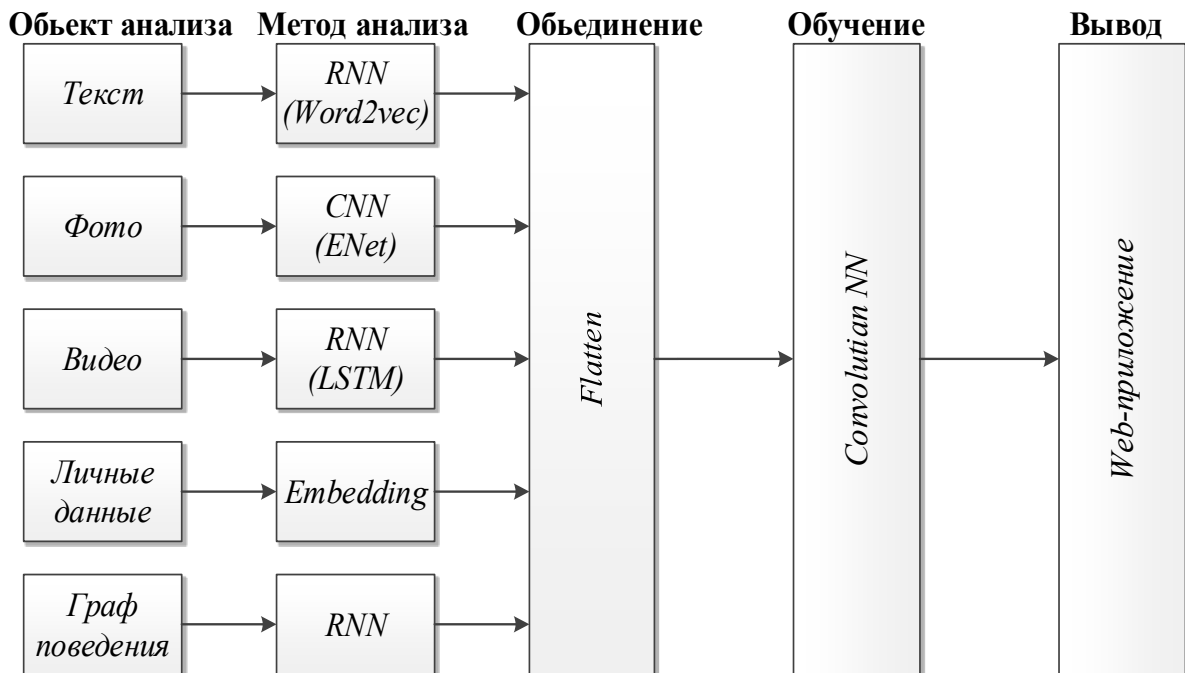 Обьект анализа
Метод анализа
Обьединение
Обучение
Вывод
Текст
RNN
(Word2vec)
Фото
CNN
(ENet)
Видео
RNN
(LSTM)
Личные
данные
Embedding
Граф
поведения
RNN
Flatten
Convolutian NN
Web-приложение